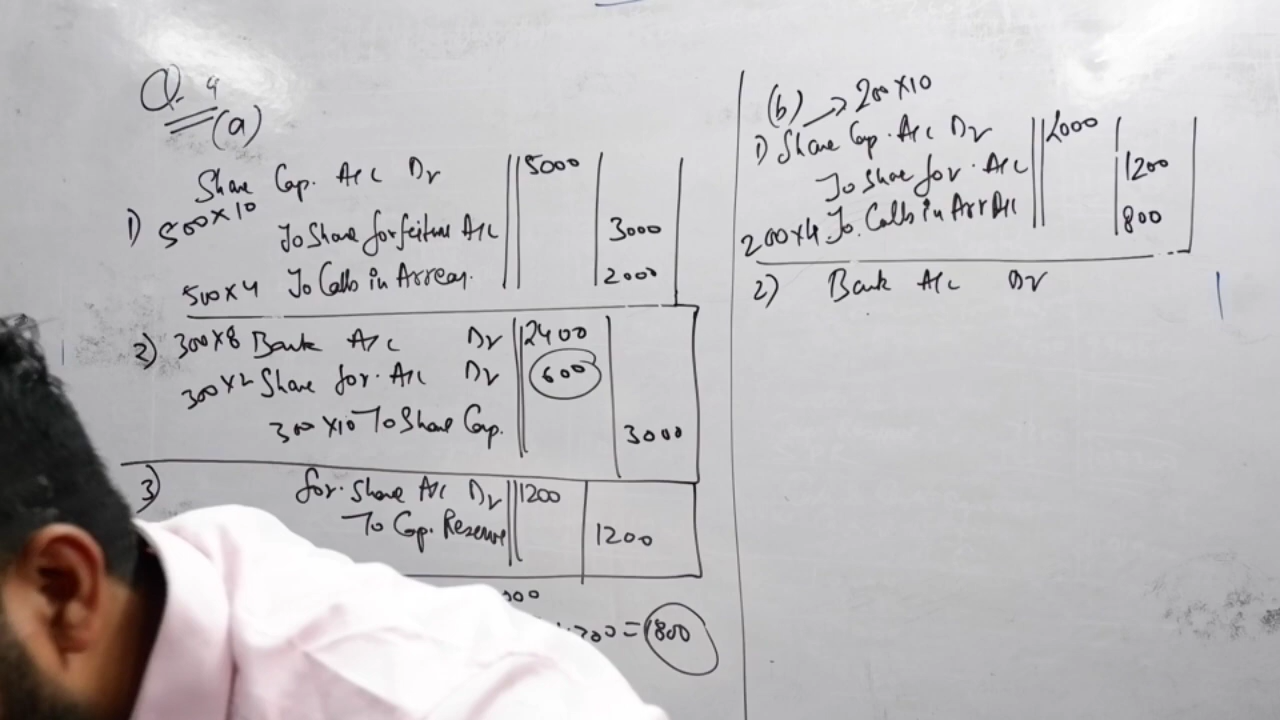 Q. 4
(a)
Share Cap. A/c Dr 5000
1) 500×10
To Share forfeiture A/c 3000
500×4 To Calls in Arrear. 2000
2) 300×8 Bank A/c Dr 2400
300×2 Share for. A/c Dr 600
300×10 To Share Cap. 3000
3) for. Share A/c Dr 1200
To Cap. Reserve 1200
= 1800
(b) → 200×10
1) Share Cap. A/c Dr 2000
To Share for. A/c 1200
200×4 To. Calls in Arr A/c 800
2) Bank A/c Dr